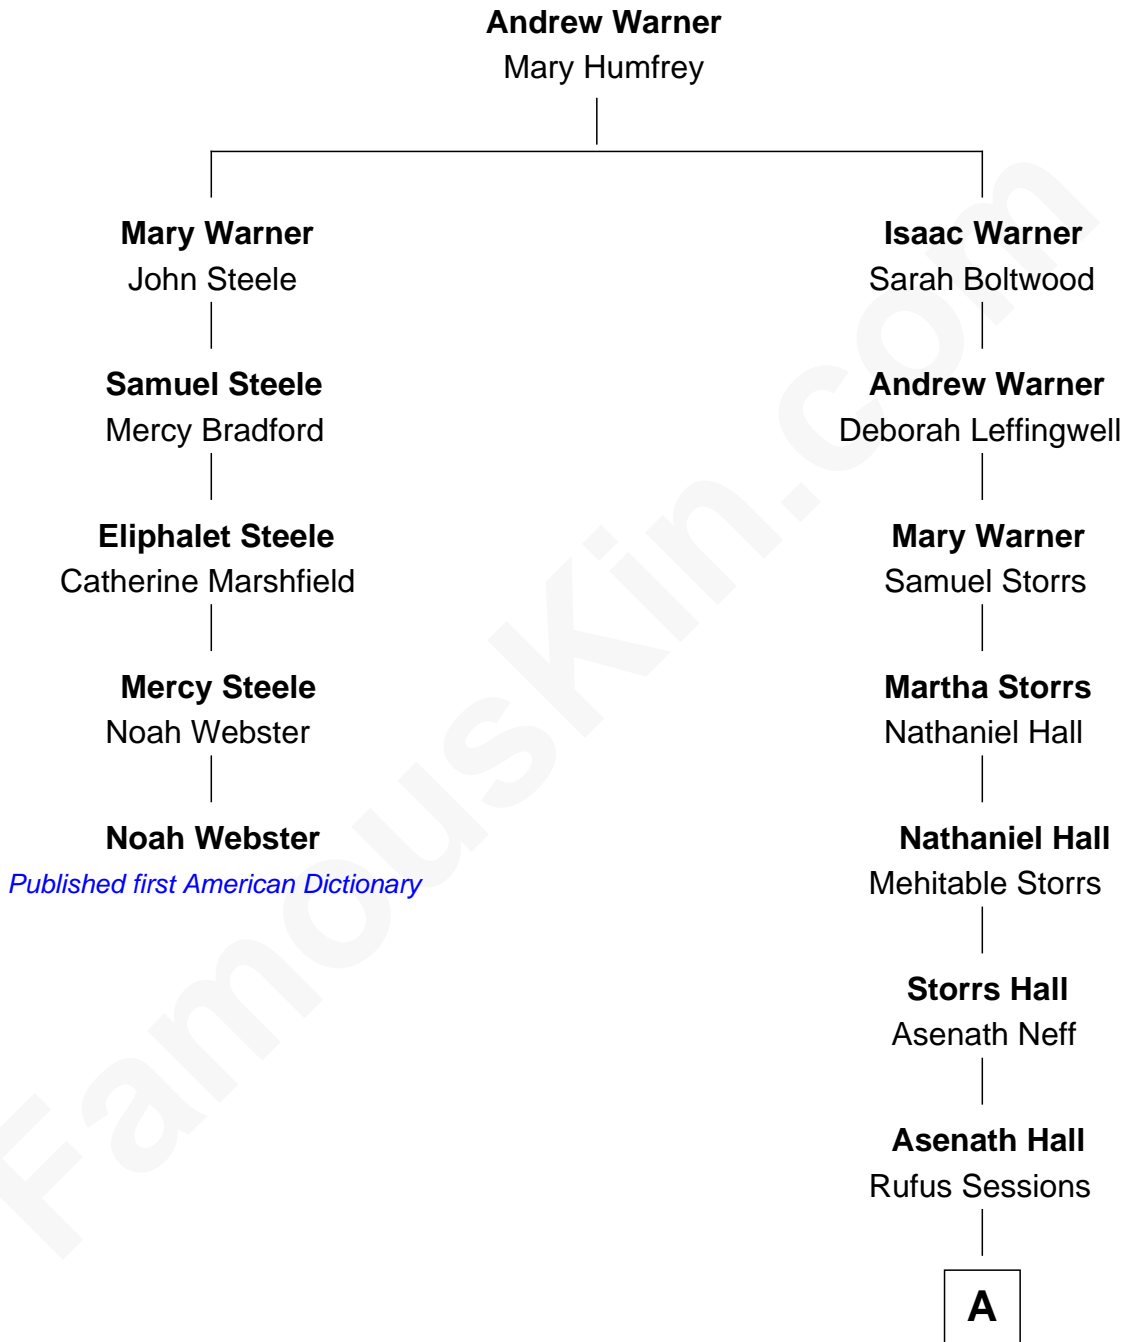 Andrew Warner
Mary Humfrey
Mary Warner
John Steele
Samuel Steele
Mercy Bradford
Eliphalet Steele
Catherine Marshfield
Mercy Steele
Noah Webster
Noah Webster
Published first American Dictionary
Isaac Warner
Sarah Boltwood
Andrew Warner
Deborah Leffingwell
Mary Warner
Samuel Storrs
Martha Storrs
Nathaniel Hall
Nathaniel Hall
Mehitable Storrs
Storrs Hall
Asenath Neff
Asenath Hall
Rufus Sessions
A
FamousKin.com